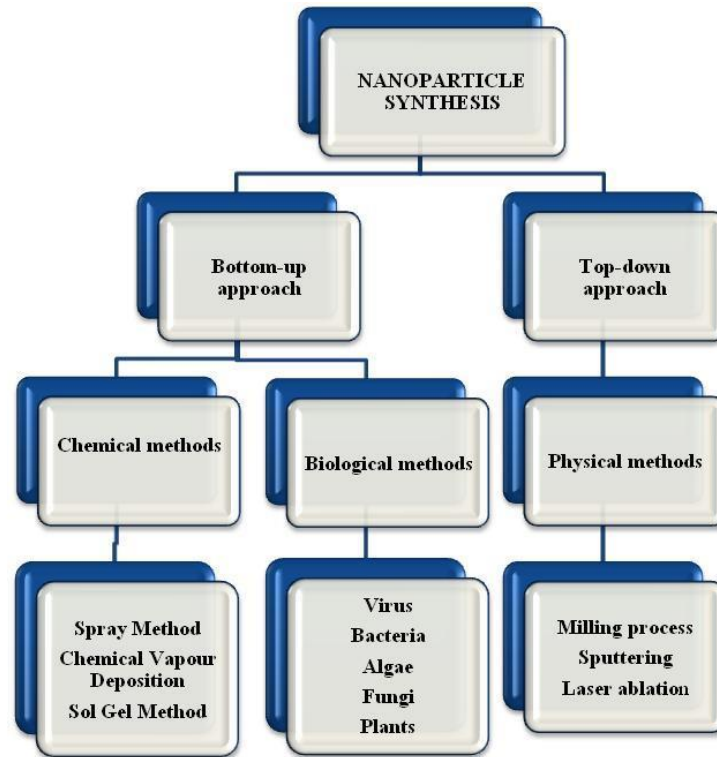 NANOPARTICLE
SYNTHESIS
Bottom-up
approach
Top-down
approach
Chemical methods
Biological methods
Physical methods
Spray Method
Chemical Vapour
Deposition
Sol Gel Method
Virus
Bacteria
Algae
Fungi
Plants
Milling process
Sputtering
Laser ablation